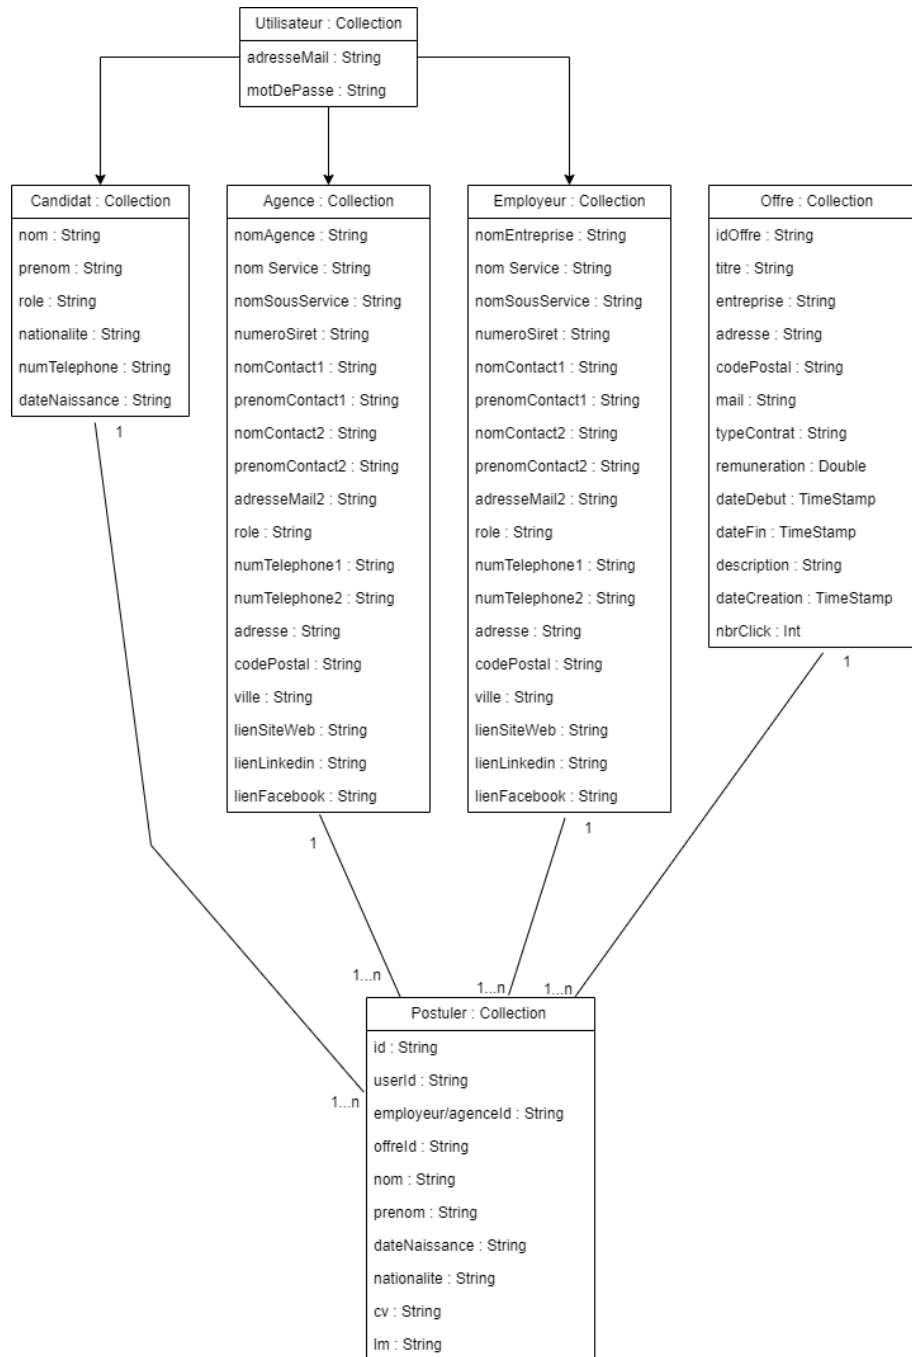 Utilisateur : Collection
adresseMail : String
motDePasse : String
Candidat : Collection
nom : String
prenom : String
role : String
nationalite : String
numTelephone : String
dateNaissance : String
1
Agence : Collection
nomAgence : String
nom Service : String
nomSousService : String
numeroSiret : String
nomContact1 : String
prenomContact1 : String
nomContact2 : String
prenomContact2 : String
adresseMail2 : String
role : String
numTelephone1 : String
numTelephone2 : String
adresse : String
codePostal : String
ville : String
lienSiteWeb : String
lienLinkedin : String
lienFacebook : String
1
Employeur : Collection
nomEntreprise : String
nom Service : String
nomSousService : String
numeroSiret : String
nomContact1 : String
prenomContact1 : String
nomContact2 : String
prenomContact2 : String
adresseMail2 : String
role : String
numTelephone1 : String
numTelephone2 : String
adresse : String
codePostal : String
ville : String
lienSiteWeb : String
lienLinkedin : String
lienFacebook : String
1
Offre : Collection
idOffre : String
titre : String
entreprise : String
adresse : String
codePostal : String
mail : String
typeContrat : String
remuneration : Double
dateDebut : TimeStamp
dateFin : TimeStamp
description : String
dateCreation : TimeStamp
nbrClick : Int
1
1...n
1...n
1...n
1...n
Postuler : Collection
id : String
userId : String
employeur/agenceId : String
offreId : String
nom : String
prenom : String
dateNaissance : String
nationalite : String
cv : String
lm : String